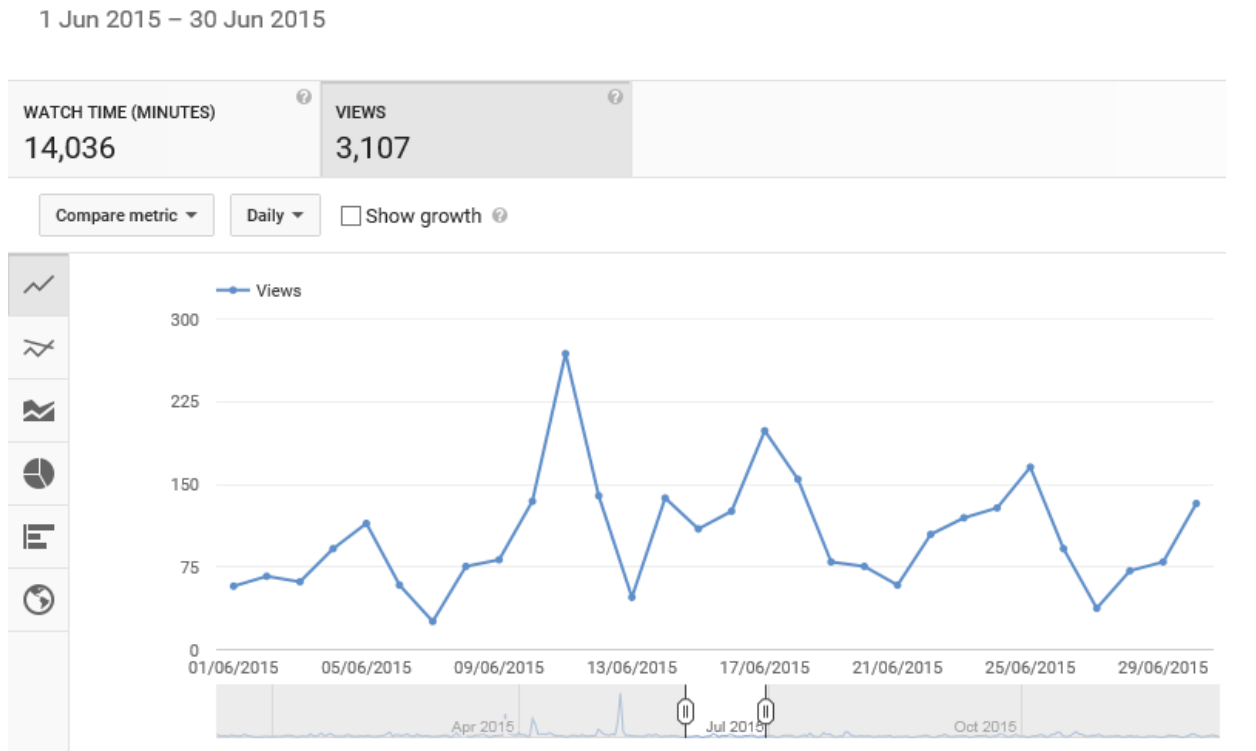 1 Jun 2015 – 30 Jun 2015
WATCH TIME (MINUTES) ?
14,036
VIEWS ?
3,107
Compare metric
Daily
Show growth ?
Views
300
225
150
75
0
01/06/2015 05/06/2015 09/06/2015 13/06/2015 17/06/2015 21/06/2015 25/06/2015 29/06/2015
Apr 2015 Jul 2015 Oct 2015